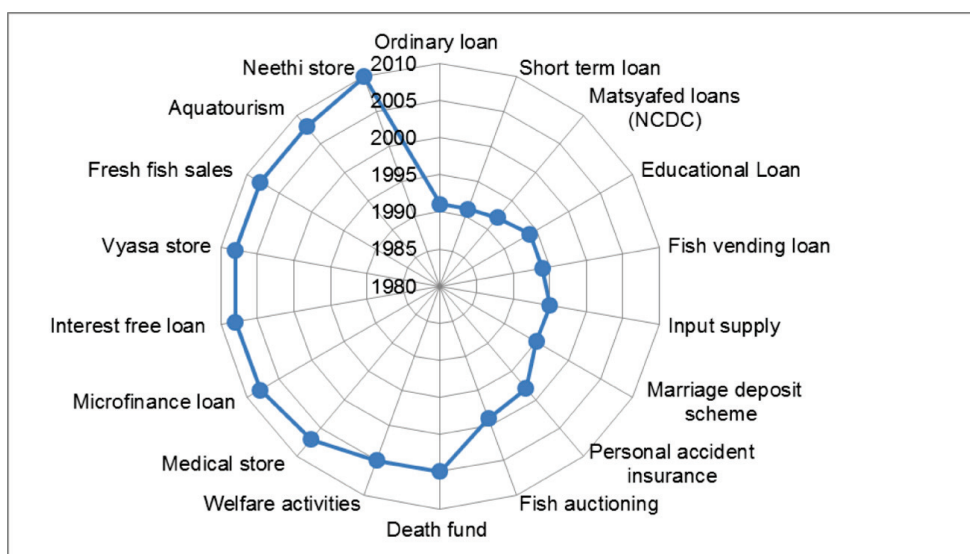 Ordinary loan
Short term loan
Matsyafed loans
(NCDC)
Educational Loan
Fish vending loan
Input supply
Marriage deposit
scheme
Personal accident
insurance
Fish auctioning
Death fund
Welfare activities
Medical store
Microfinance loan
Interest free loan
Vyasa store
Fresh fish sales
Aquatourism
Neethi store
2010
2005
2000
1995
1990
1985
1980